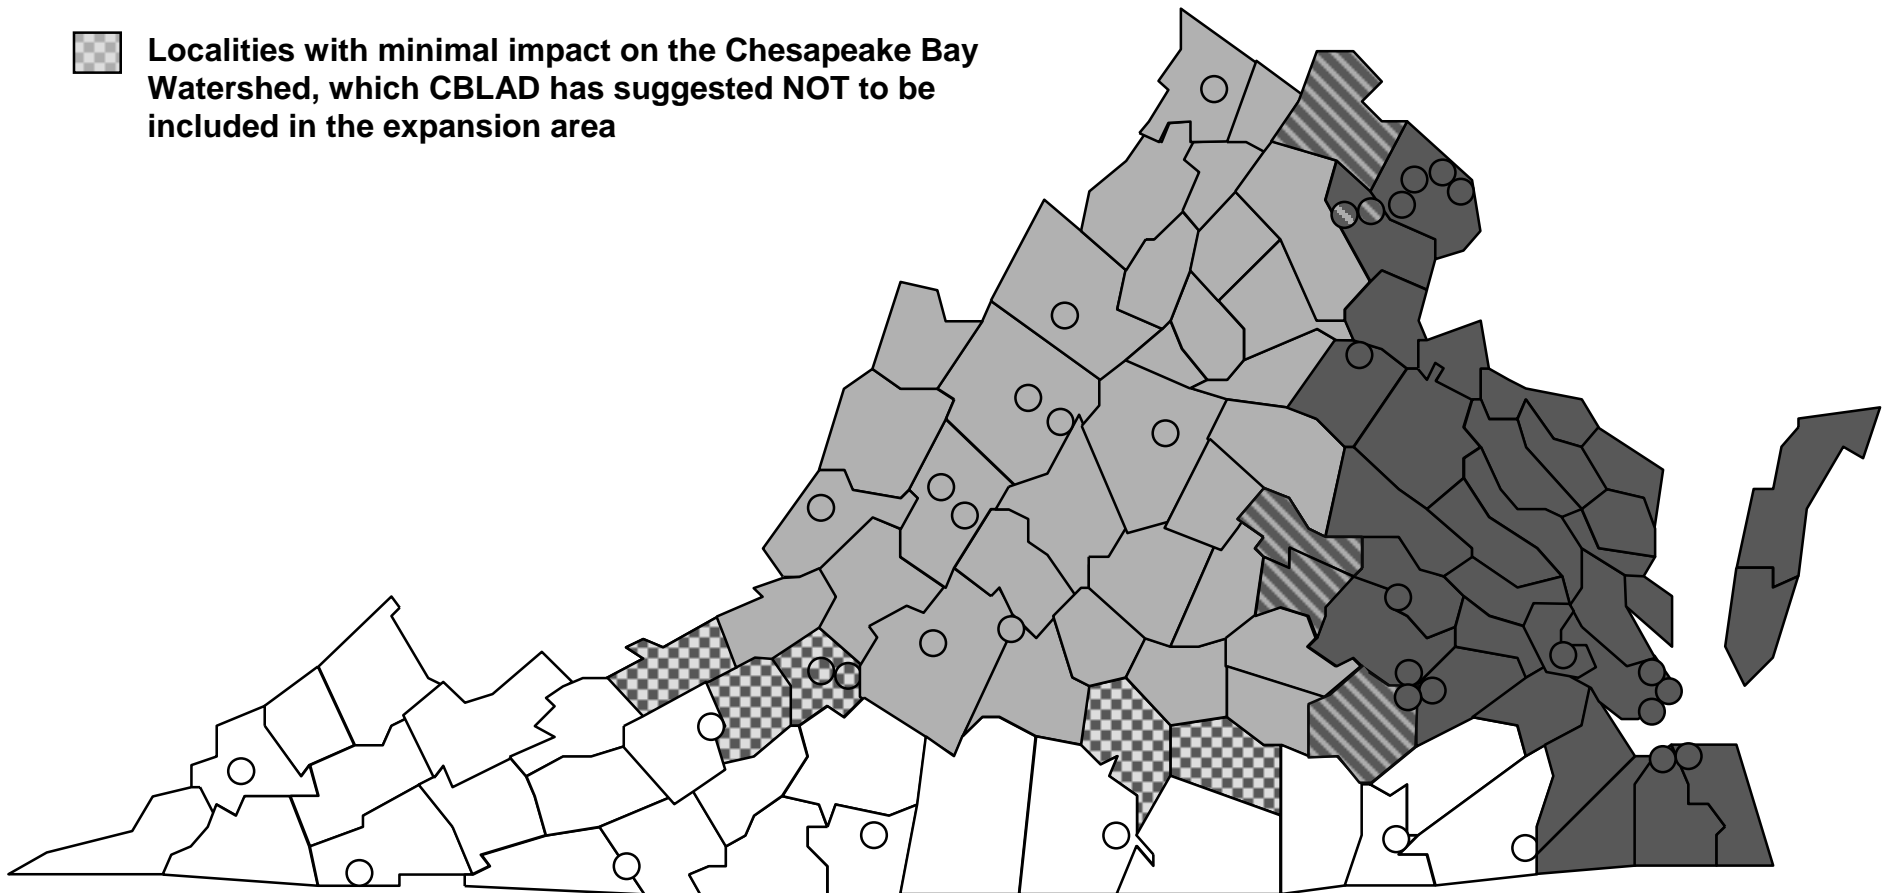 Localities with minimal impact on the Chesapeake Bay
Watershed, which CBLAD has suggested NOT to be
included in the expansion area